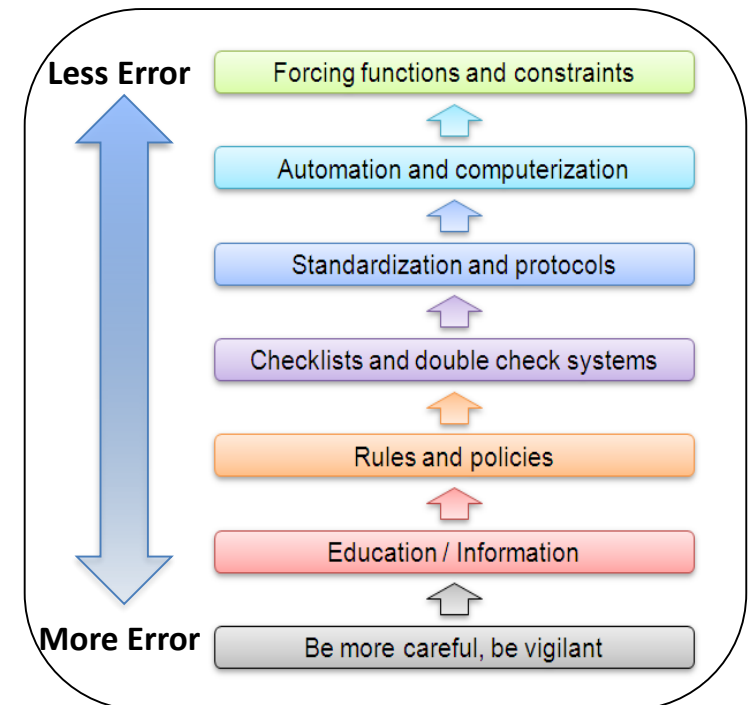 Less Error
Forcing functions and constraints
Automation and computerization
Standardization and protocols
Checklists and double check systems
Rules and policies
Education / Information
More Error
Be more careful, be vigilant